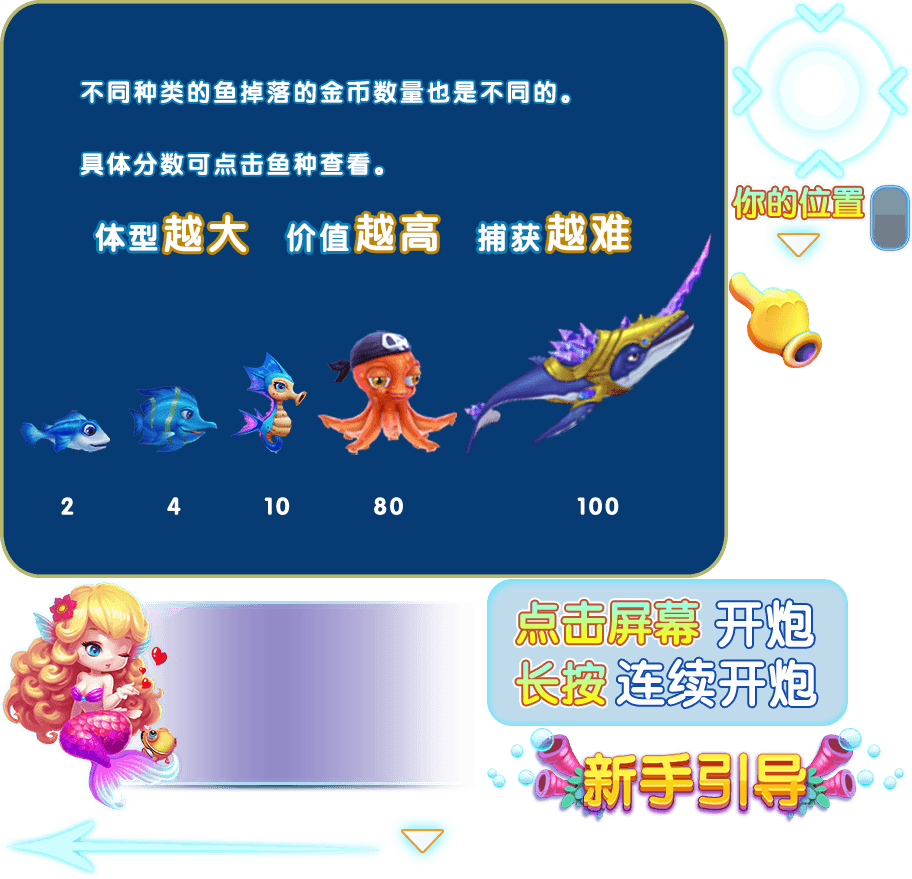 不同种类的鱼掉落的金币数量也是不同的。
具体分数可点击鱼种查看。
体型越大 价值越高 捕获越难
你的位置
2 4 10 80 100
点击屏幕 开炮
长按 连续开炮
新手引导